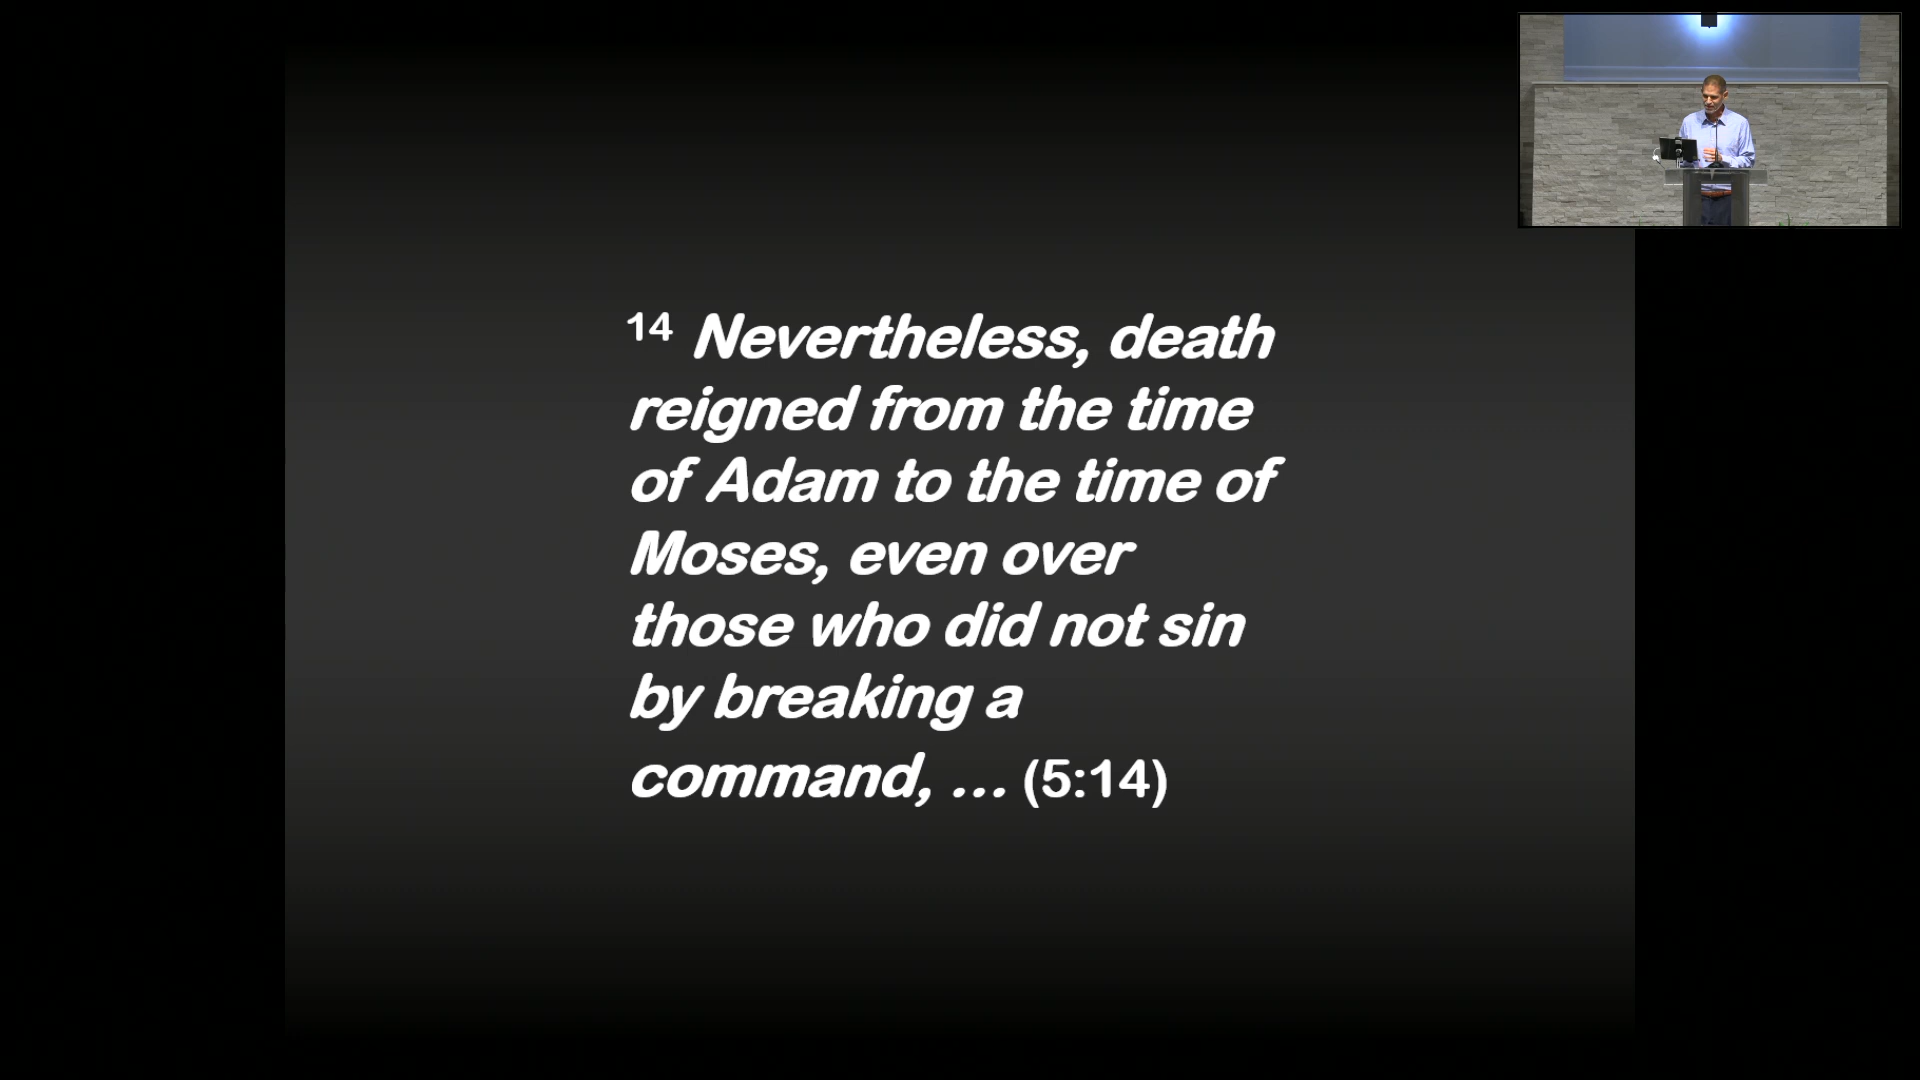 14 Nevertheless, death
reigned from the time
of Adam to the time of
Moses, even over
those who did not sin
by breaking a
command, ... (5:14)